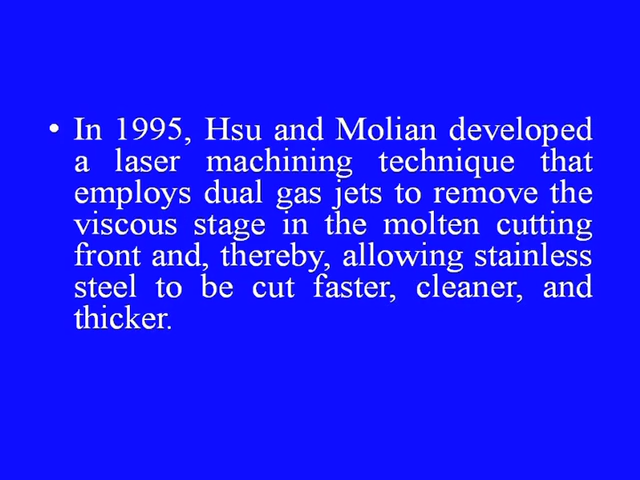 • In 1995, Hsu and Molian developed
a laser machining technique that
employs dual gas jets to remove the
viscous stage in the molten cutting
front and, thereby, allowing stainless
steel to be cut faster, cleaner, and
thicker.